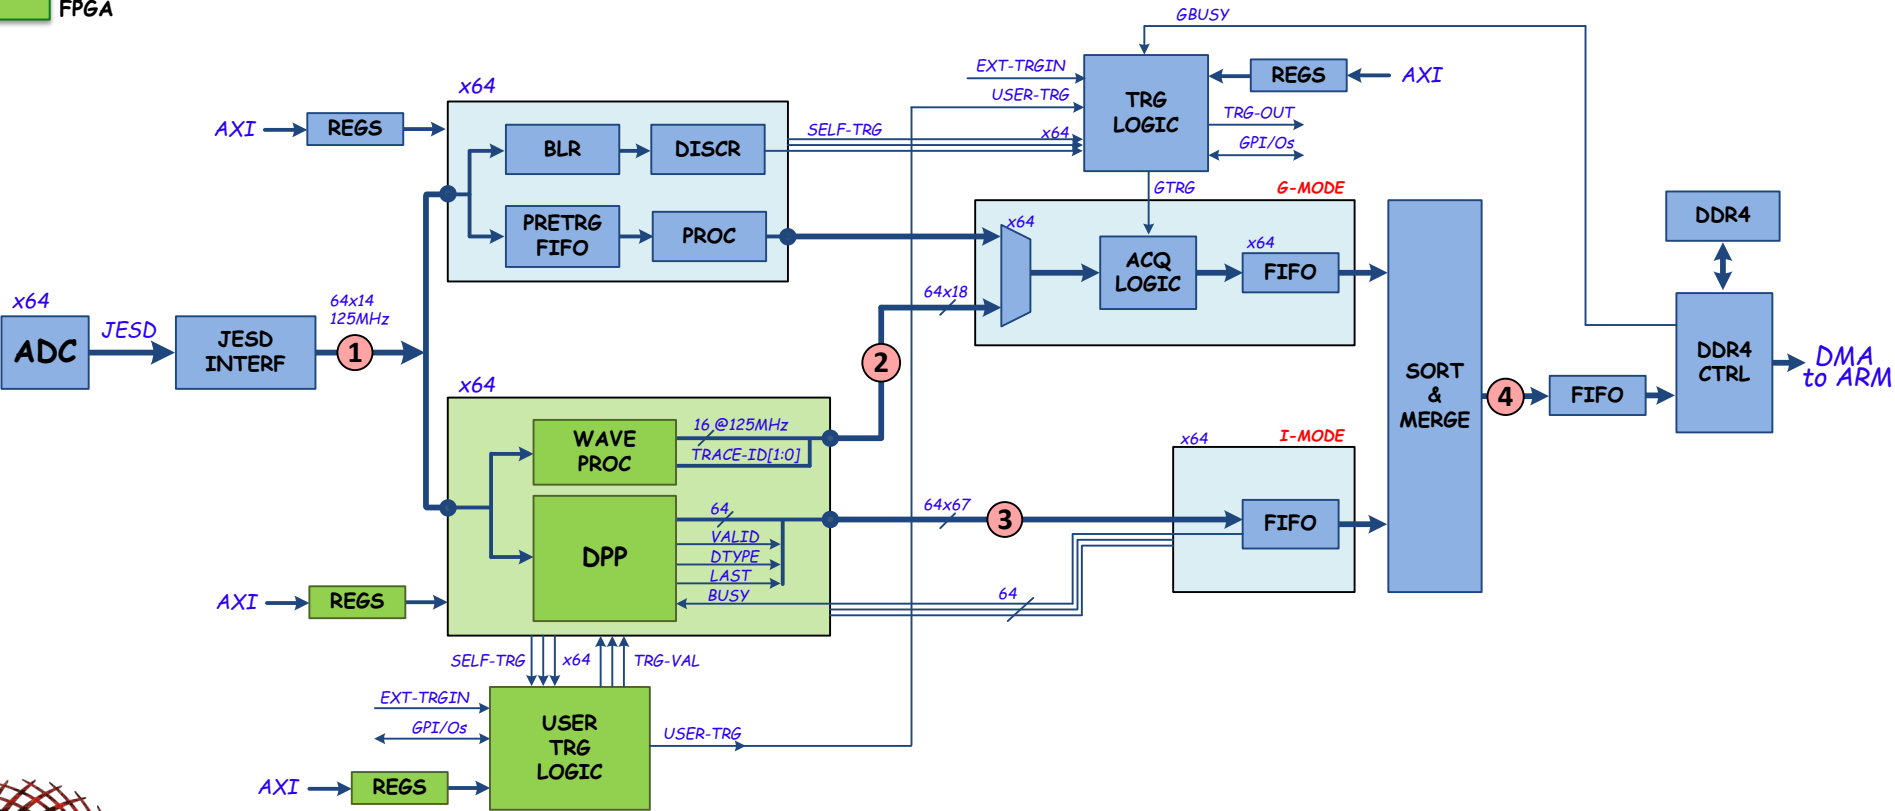 FPGA
GBUSY
EXT-TRGIN
USER-TRG
TRG
LOGIC
REGS
AXI
TRG-OUT
GPI/Os
x64
AXI
REGS
BLR
DISCR
SELF-TRG
x64
PRETRG
FIFO
PROC
GTRG
G-MODE
x64
ACQ
LOGIC
x64
FIFO
64x18
x64
ADC
JESD
JESD
INTERF
64x14
125MHz
1
2
SORT
&
MERGE
4
FIFO
DDR4
DDR4
CTRL
DMA
to ARM
x64
WAVE
PROC
16 @125MHz
TRACE-ID[1:0]
DPP
64
VALID
DTYPE
LAST
BUSY
64x67
3
64
x64
I-MODE
FIFO
AXI
REGS
SELF-TRG
x64
TRG-VAL
EXT-TRGIN
GPI/Os
USER
TRG
LOGIC
USER-TRG
AXI
REGS